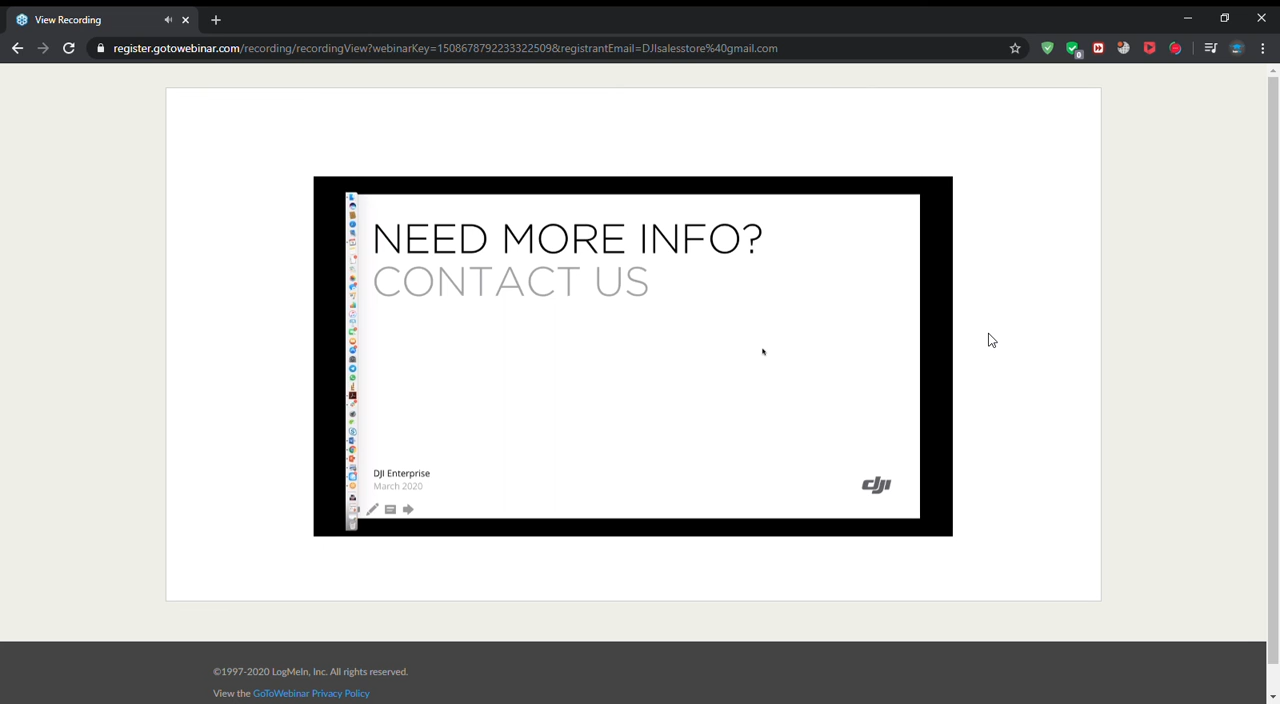 View Recording
register.gotowebinar.com/recording/recordingView?webinarKey=1508678792233322509&registrantEmail=DJIsalesstore%40gmail.com
0
NEED MORE INFO?
CONTACT US
DJI Enterprise
March 2020
dji
©1997-2020 LogMeIn, Inc. All rights reserved.
View the GoToWebinar Privacy Policy